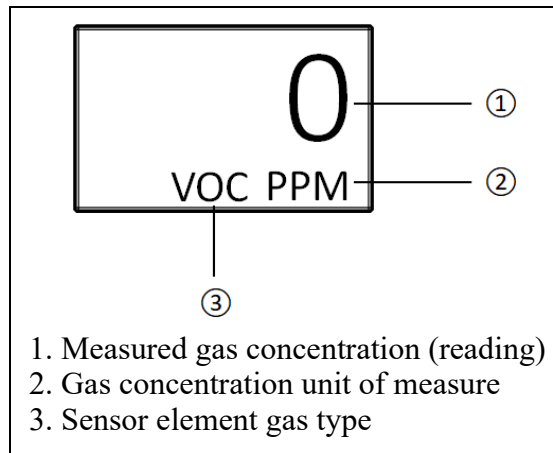 0
①
VOC PPM
②
③
1. Measured gas concentration (reading)
2. Gas concentration unit of measure
3. Sensor element gas type